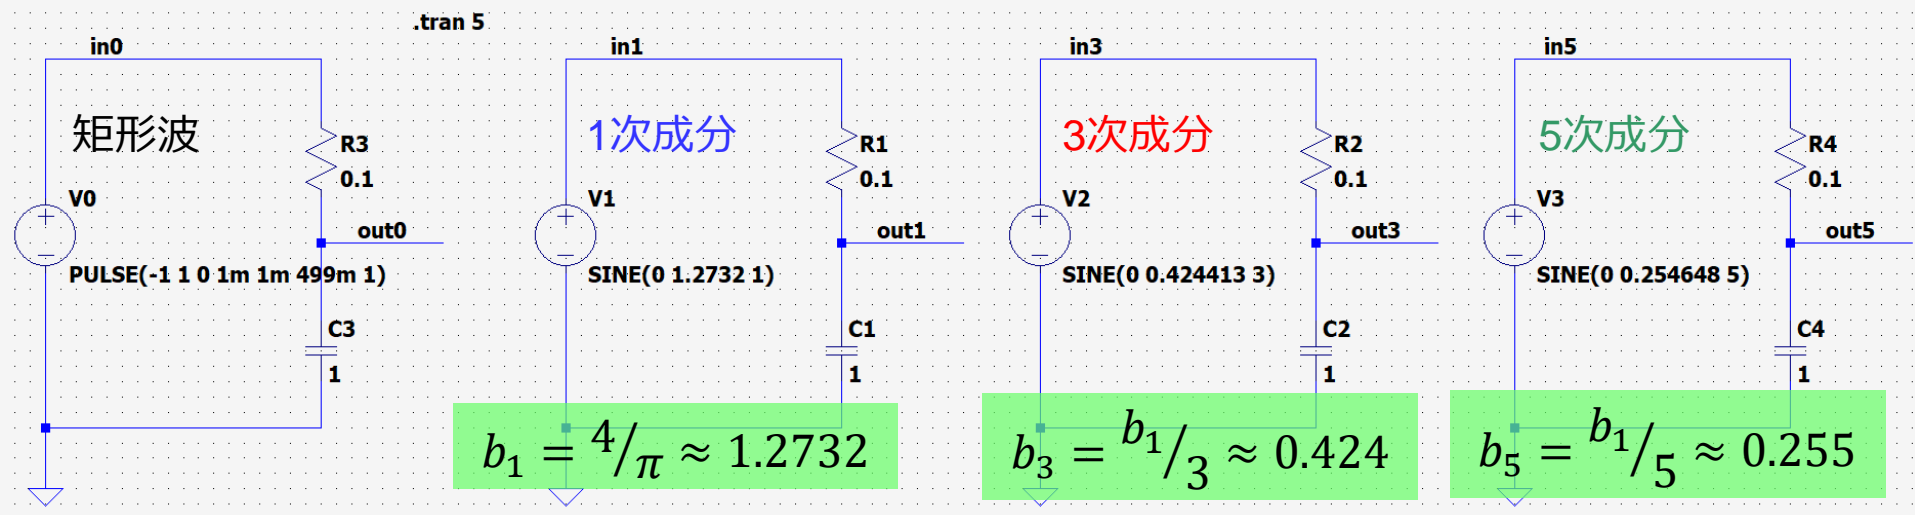 .tran 5
in0
矩形波
R3
0.1
V0
out0
PULSE(-1 1 0 1m 1m 499m 1)
C3
1
in1
1次成分
R1
0.1
V1
out1
SINE(0 1.2732 1)
C1
1
b₁ = 4/π ≈ 1.2732
in3
3次成分
R2
0.1
V2
out3
SINE(0 0.424413 3)
C2
1
b₃ = b₁/3 ≈ 0.424
in5
5次成分
R4
0.1
V3
out5
SINE(0 0.254648 5)
C4
1
b₅ = b₁/5 ≈ 0.255